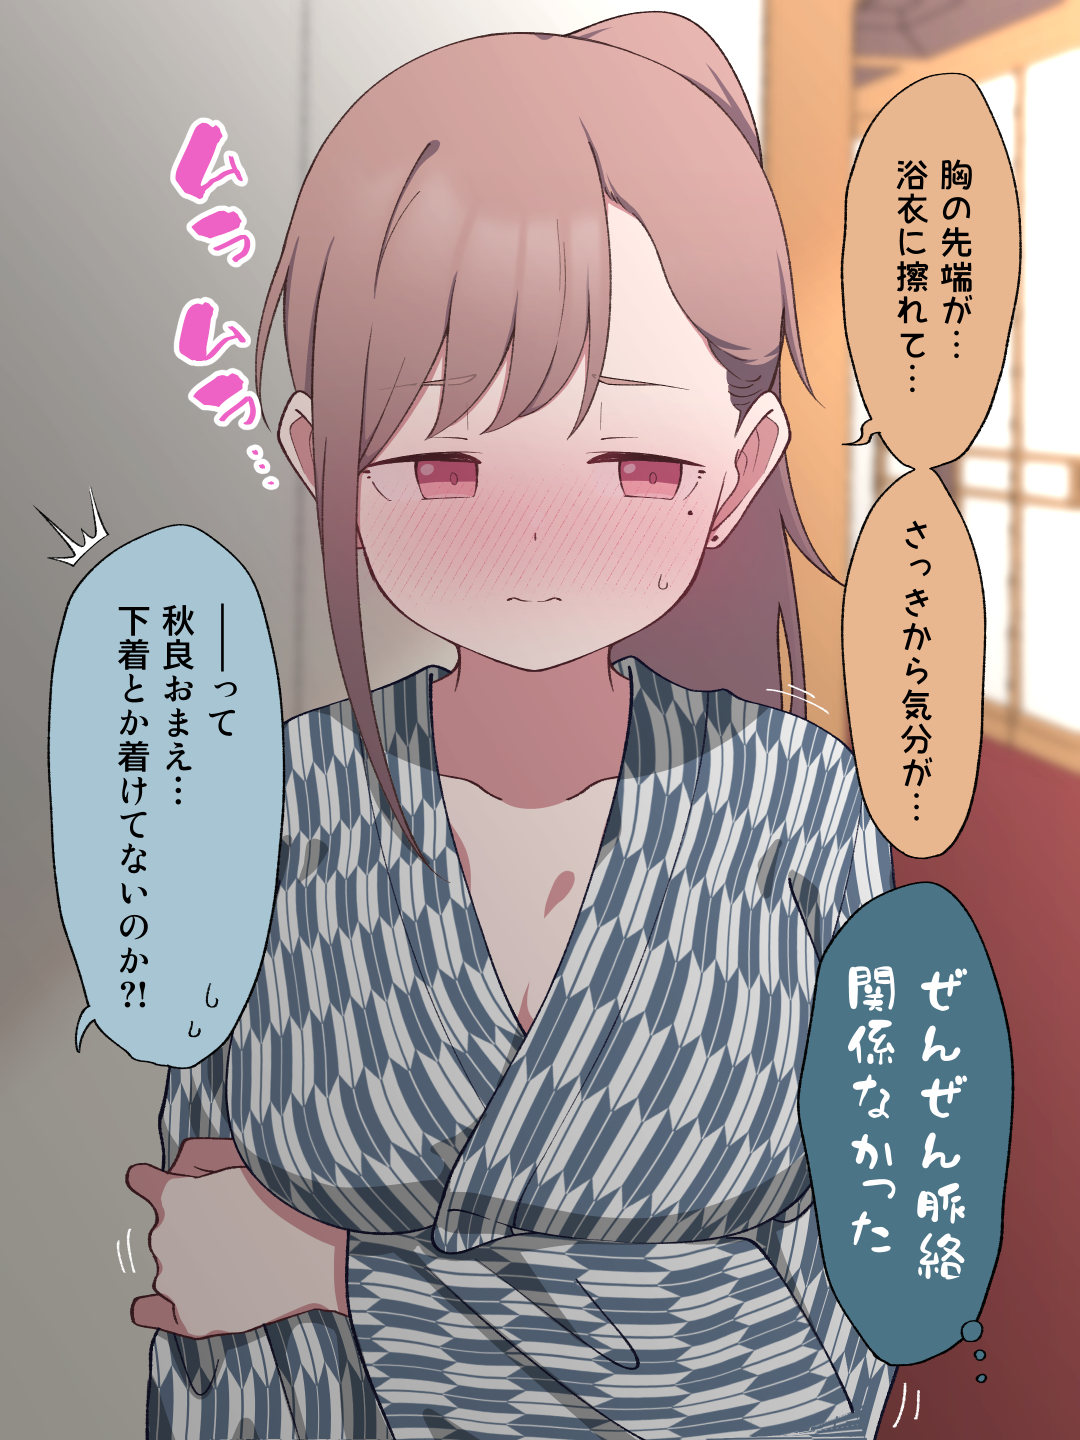 胸の先端が…
浴衣に擦れて…
さっきから気分が…
ムラっ
ムラっ…
――って
秋良おまえ…
下着とか着けてないのか?!
ぜんぜん脈絡
関係なかった